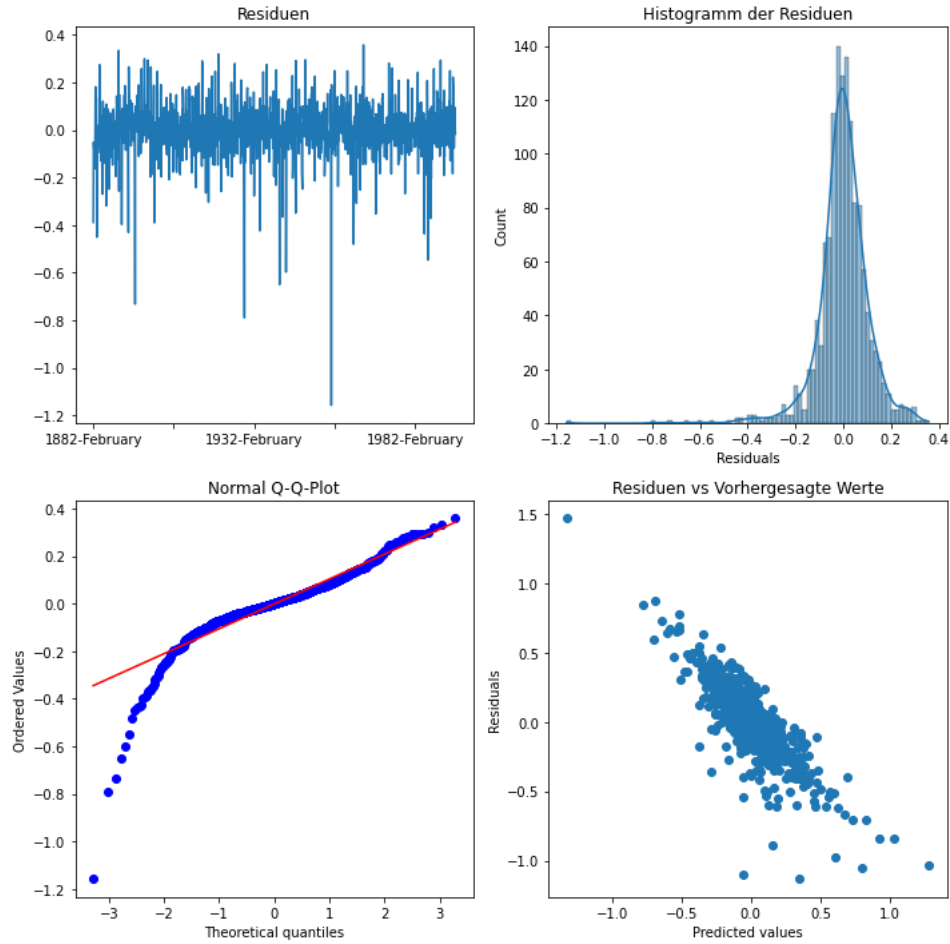 Residuen
0.4
0.2
0.0
−0.2
−0.4
−0.6
−0.8
−1.0
−1.2
1882-February 1932-February 1982-February
Histogramm der Residuen
Count
140
120
100
80
60
40
20
0
−1.2 −1.0 −0.8 −0.6 −0.4 −0.2 0.0 0.2 0.4
Residuals
Normal Q-Q-Plot
Ordered Values
0.4
0.2
0.0
−0.2
−0.4
−0.6
−0.8
−1.0
−1.2
−3 −2 −1 0 1 2 3
Theoretical quantiles
Residuen vs Vorhergesagte Werte
Residuals
1.5
1.0
0.5
0.0
−0.5
−1.0
−1.0 −0.5 0.0 0.5 1.0
Predicted values